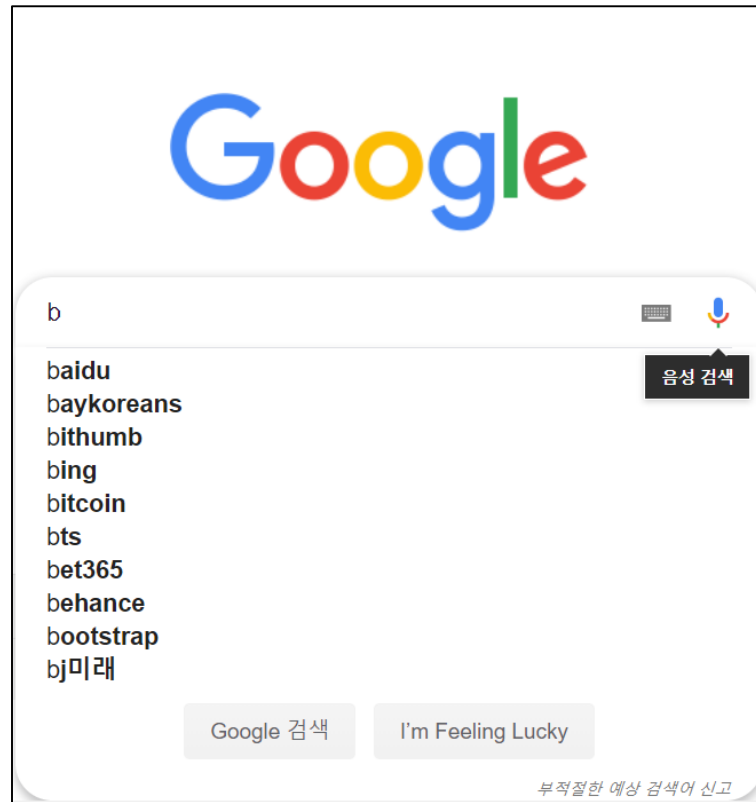 Google
b
음성 검색
baidu
baykoreans
bithumb
bing
bitcoin
bts
bet365
behance
bootstrap
bj미래
Google 검색
I'm Feeling Lucky
부적절한 예상 검색어 신고